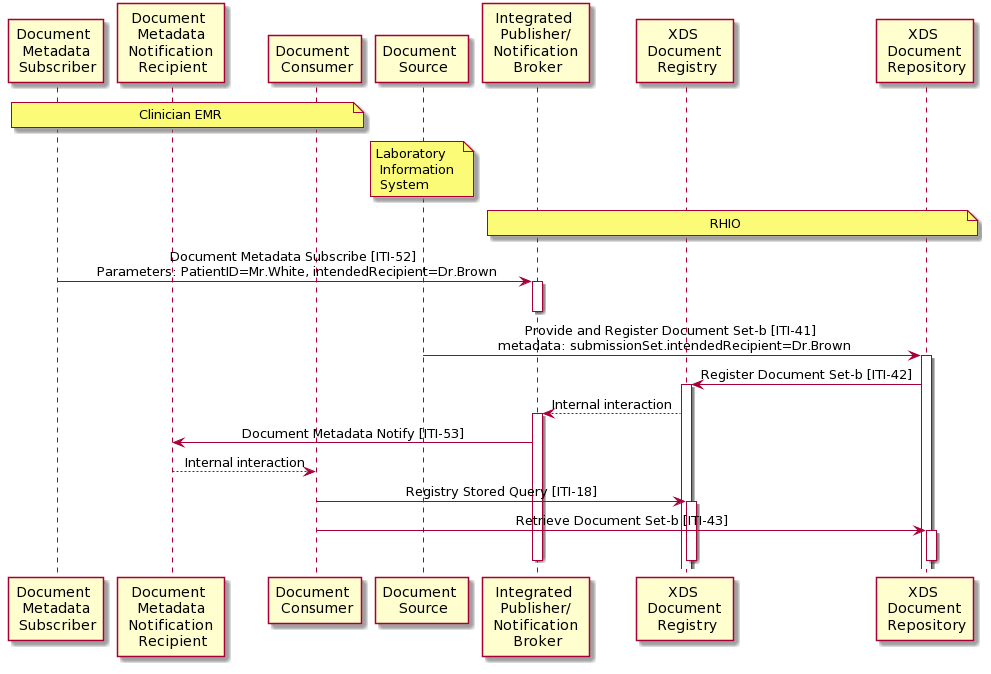 Document
Metadata
Subscriber
Document
Metadata
Notification
Recipient
Document
Consumer
Document
Source
Integrated
Publisher/
Notification
Broker
XDS
Document
Registry
XDS
Document
Repository
Clinician EMR
Laboratory
Information
System
RHIO
Document Metadata Subscribe [ITI-52]
Parameters: PatientID=Mr.White, intendedRecipient=Dr.Brown
Provide and Register Document Set-b [ITI-41]
metadata: submissionSet.intendedRecipient=Dr.Brown
Register Document Set-b [ITI-42]
Internal interaction
Document Metadata Notify [ITI-53]
Internal interaction
Registry Stored Query [ITI-18]
Retrieve Document Set-b [ITI-43]
Document
Metadata
Subscriber
Document
Metadata
Notification
Recipient
Document
Consumer
Document
Source
Integrated
Publisher/
Notification
Broker
XDS
Document
Registry
XDS
Document
Repository